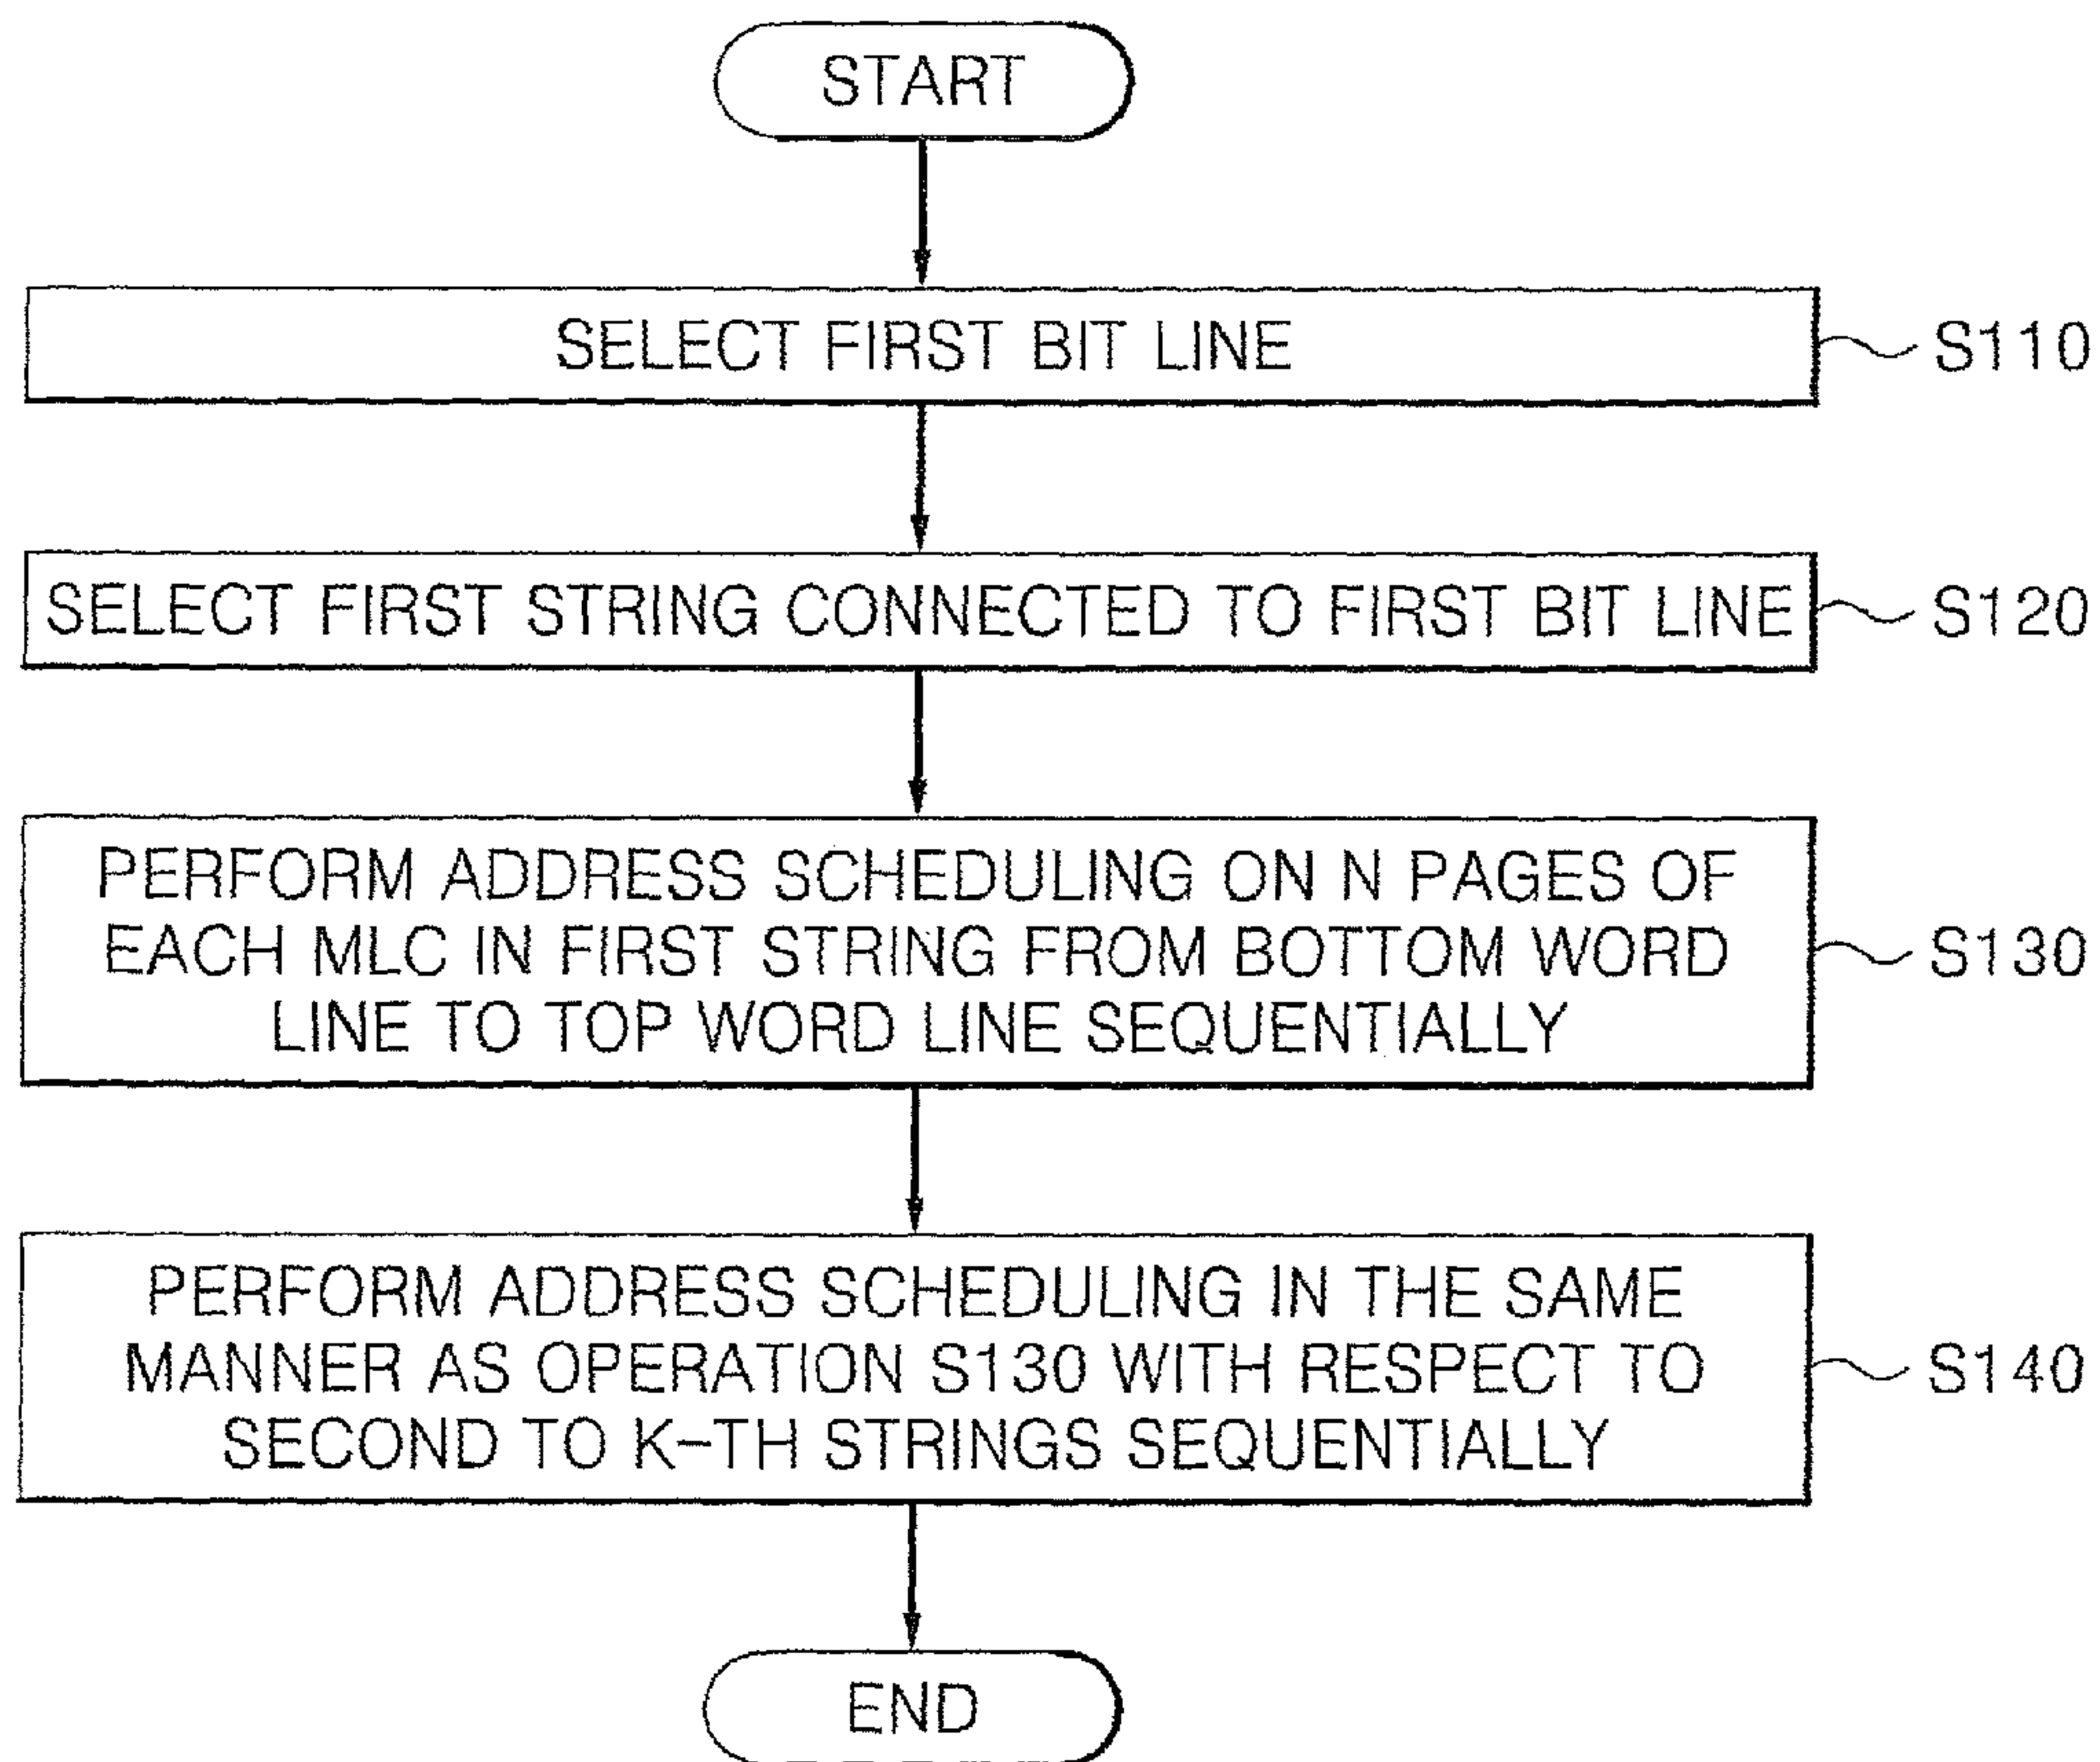 START
SELECT FIRST BIT LINE
S110
SELECT FIRST STRING CONNECTED TO FIRST BIT LINE
S120
PERFORM ADDRESS SCHEDULING ON N PAGES OF
EACH MLC IN FIRST STRING FROM BOTTOM WORD
LINE TO TOP WORD LINE SEQUENTIALLY
S130
PERFORM ADDRESS SCHEDULING IN THE SAME
MANNER AS OPERATION S130 WITH RESPECT TO
SECOND TO K-TH STRINGS SEQUENTIALLY
S140
END